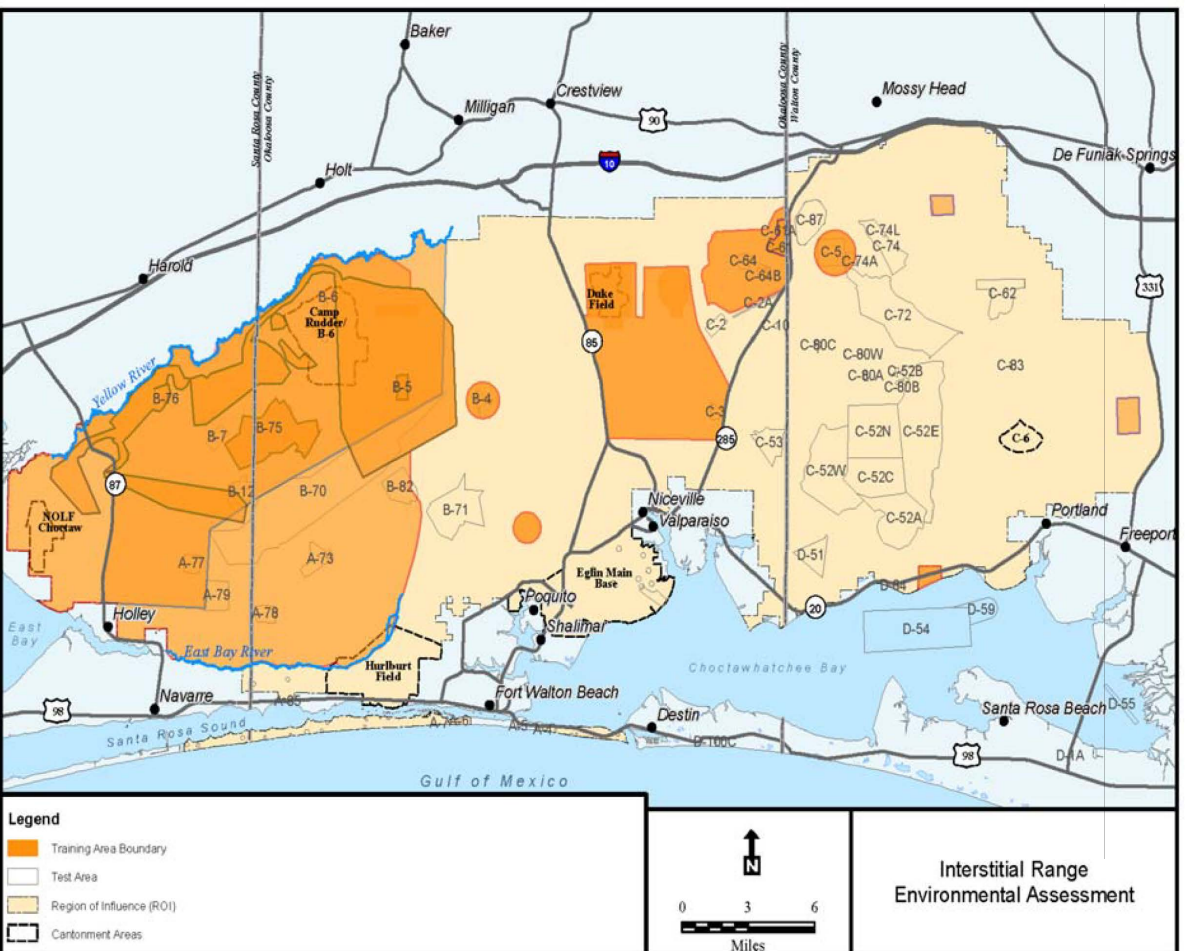 Baker
Crestview
Mossy Head
Milligan
90
Santa Rosa County
Okaloosa County
Okaloosa County
Walton County
De Funiak Springs
10
Holt
Harold
C-87
C-61A
C-74L
C-74
C-5
C-74A
C-64
C-64B
331
B-6
Camp
Rudder/
B-6
Duke
Field
C-62
C-2A
C-2
C-10
C-72
85
C-80C
C-80W
Yellow River
C-52B
C-80A
C-80B
C-83
B-5
B-76
B-4
C-3
B-75
B-7
285
C-53
C-52N
C-52E
C-6
C-52W
C-52C
87
B-12
B-70
B-82
B-71
Niceville
Valparaiso
C-52A
Portland
NOLF
Choctaw
Freeport
A-77
A-73
D-51
Eglin Main
Base
D-84
A-79
Poquito
20
D-59
Holley
A-78
Shalimar
D-54
East
Bay
East Bay River
Hurlburt
Field
Choctawhatchee Bay
Navarre
Fort Walton Beach
98
Santa Rosa Beach
D-55
Santa Rosa Sound
Destin
D-100C
98
D-1A
Gulf of Mexico
Legend
Training Area Boundary
Test Area
Region of Influence (ROI)
Cantonment Areas
N
0 3 6
Miles
Interstitial Range
Environmental Assessment